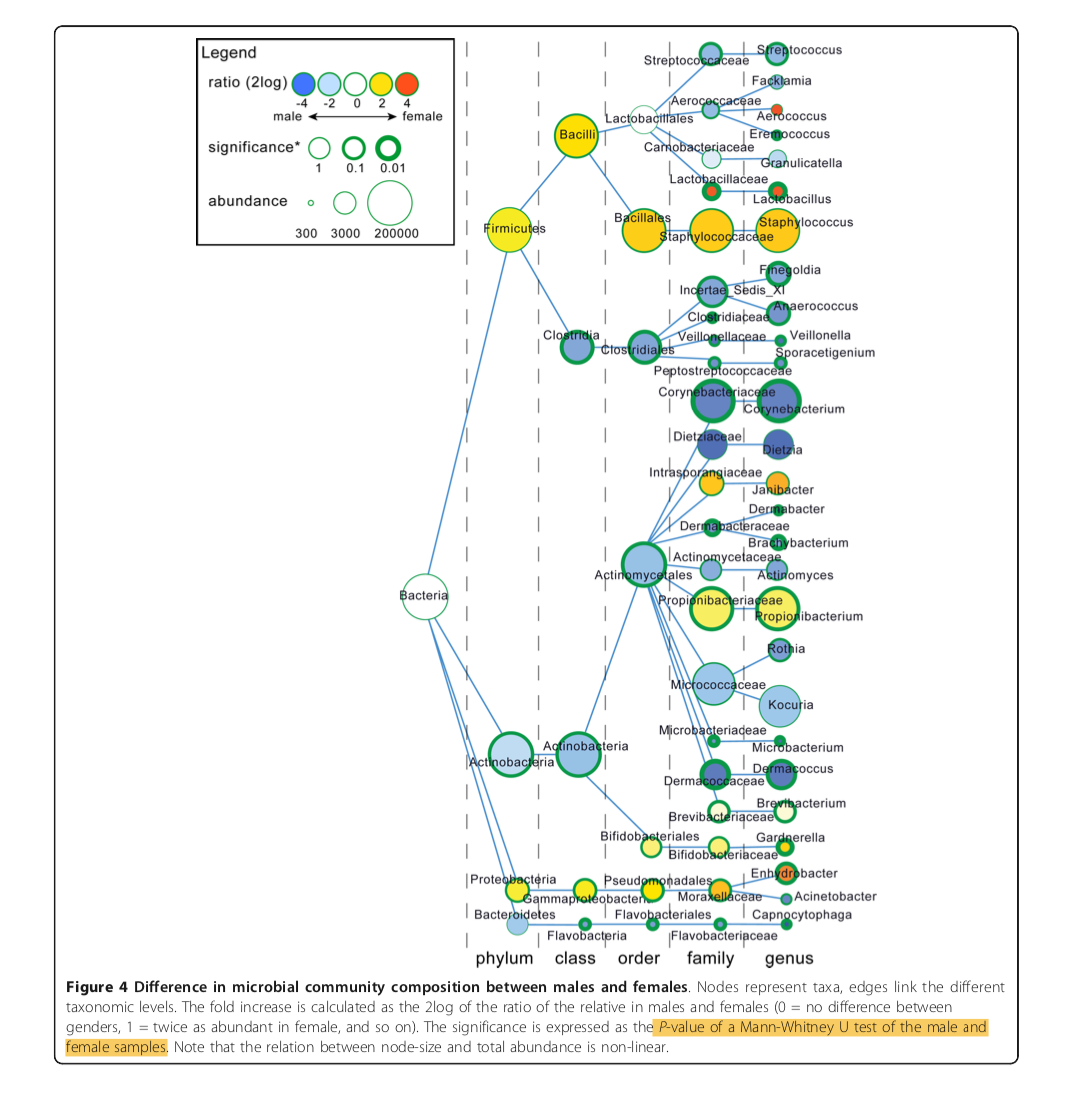 Legend
ratio (2log)
-4 -2 0 2 4
male female
significance*
1 0.1 0.01
abundance
300 3000 200000
Streptococcaceae
Streptococcus
Facklamia
Aerococcaceae
Aerococcus
Lactobacillales
Eremococcus
Bacilli
Carnobacteriaceae
Granulicatella
Lactobacillaceae
Lactobacillus
Bacillales
Staphylococcus
Firmicutes
Staphylococcaceae
Finegoldia
Incertae_Sedis_XI
Anaerococcus
Clostridiaceae
Clostridia
Veillonellaceae
Veillonella
Clostridiales
Sporacetigenium
Peptostreptococcaceae
Corynebacteriaceae
Corynebacterium
Dietziaceae
Dietzia
Intrasporangiaceae
Janibacter
Dermabacter
Dermabacteraceae
Brachybacterium
Actinomycetaceae
Actinomycetales
Actinomyces
Bacteria
Propionibacteriaceae
Propionibacterium
Rothia
Micrococcaceae
Kocuria
Microbacteriaceae
Actinobacteria
Microbacterium
Actinobacteria
Dermacoccus
Dermacoccaceae
Brevibacterium
Brevibacteriaceae
Bifidobacteriales
Gardnerella
Bifidobacteriaceae
Enhydrobacter
Proteobacteria
Pseudomonadales
Gammaproteobacteria
Moraxellaceae
Acinetobacter
Bacteroidetes
Flavobacteriales
Capnocytophaga
Flavobacteria
Flavobacteriaceae
phylum class order family genus
Figure 4 Difference in microbial community composition between males and females. Nodes represent taxa, edges link the different
taxonomic levels. The fold increase is calculated as the 2log of the ratio of the relative in males and females (0 = no difference between
genders, 1 = twice as abundant in female, and so on). The significance is expressed as the P-value of a Mann-Whitney U test of the male and
female samples. Note that the relation between node-size and total abundance is non-linear.